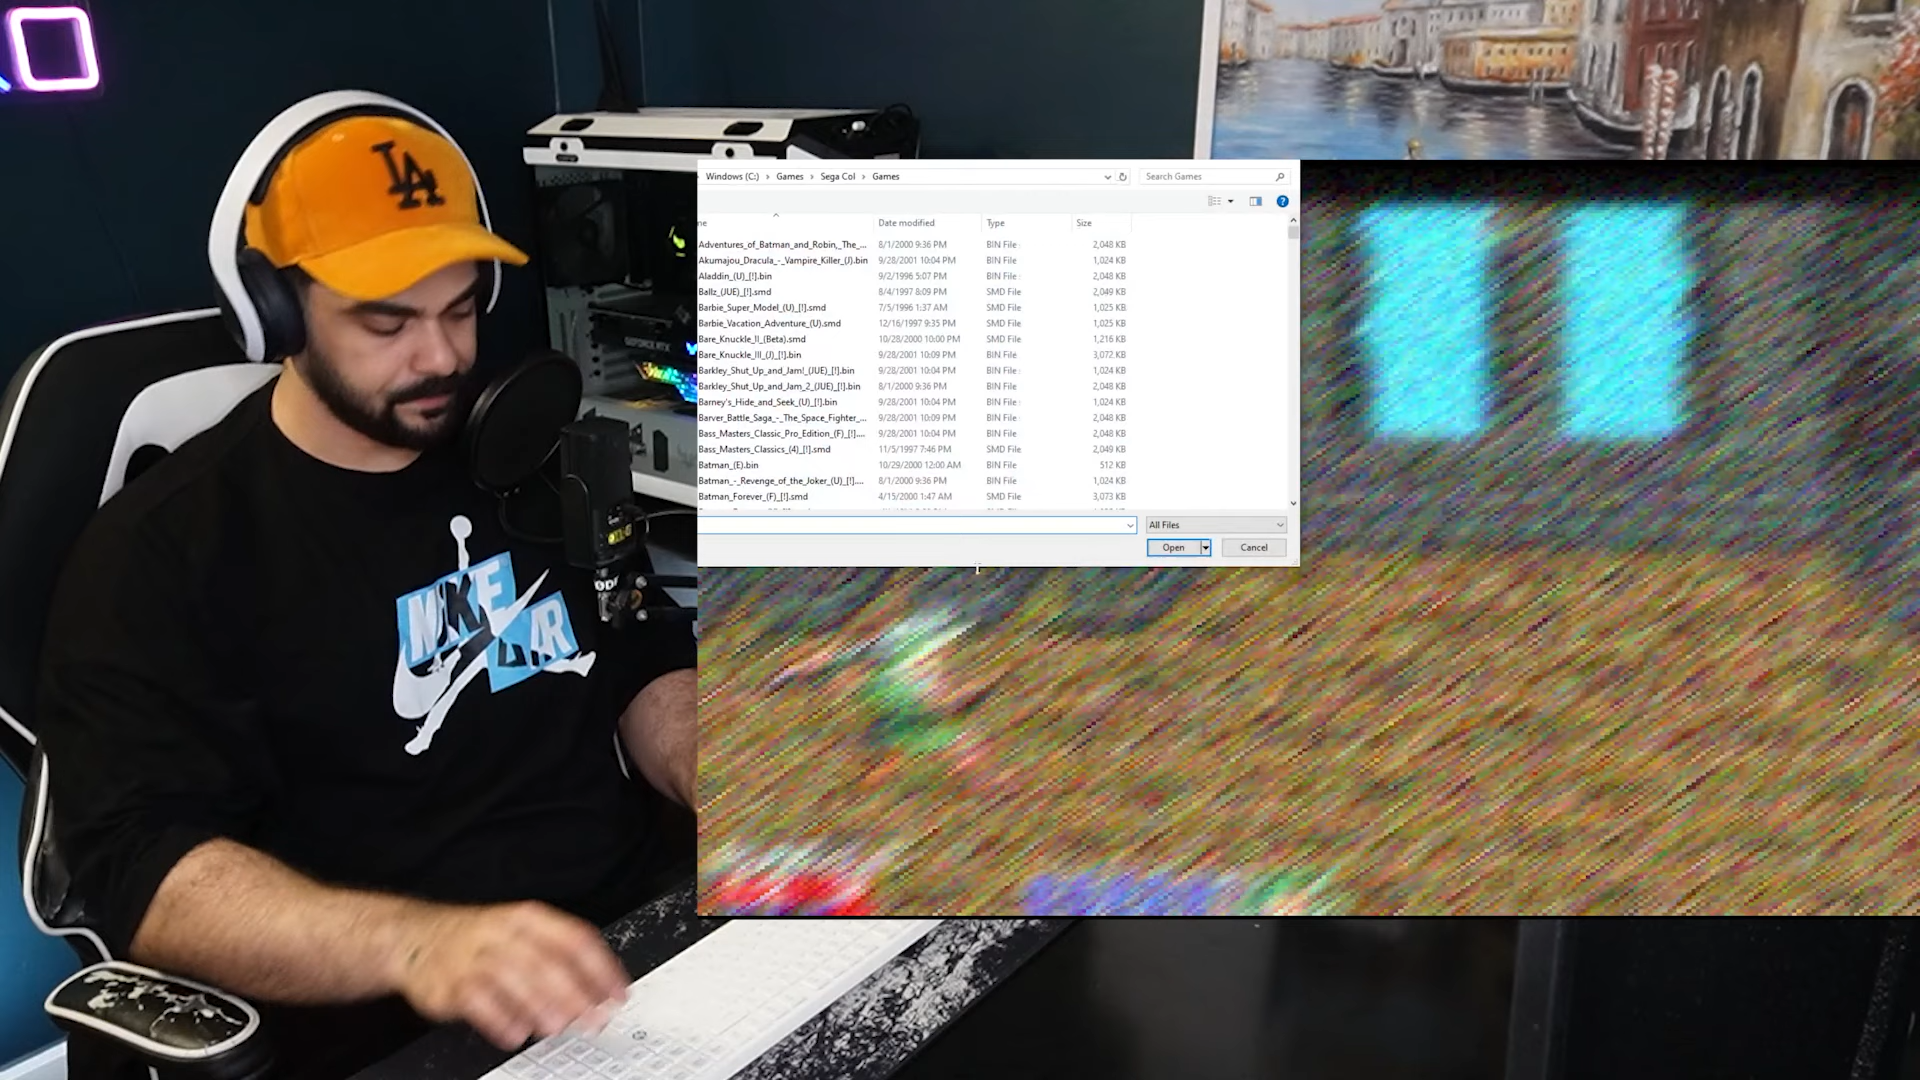 LA
GEFORCE RTX
Windows (C:) › Games › Sega Col › Games
Search Games
ne Date modified Type Size
Adventures_of_Batman_and_Robin,_The_... 8/1/2000 9:36 PM BIN File 2,048 KB
Akumajou_Dracula_-_Vampire_Killer_(J).bin 9/28/2001 10:04 PM BIN File 1,024 KB
Aladdin_(U)_[!].bin 9/2/1996 5:07 PM BIN File 2,048 KB
Ballz_(JUE)_[!].smd 8/4/1997 8:09 PM SMD File 2,049 KB
Barbie_Super_Model_(U)_[!].smd 7/5/1996 1:37 AM SMD File 1,025 KB
Barbie_Vacation_Adventure_(U).smd 12/16/1997 9:35 PM SMD File 1,025 KB
Bare_Knuckle_II_(Beta).smd 10/28/2000 10:00 PM SMD File 1,216 KB
Bare_Knuckle_III_(J)_[!].bin 9/28/2001 10:09 PM BIN File 3,072 KB
Barkley_Shut_Up_and_Jam!_(JUE)_[!].bin 9/28/2001 10:04 PM BIN File 1,024 KB
Barkley_Shut_Up_and_Jam_2_(JUE)_[!].bin 8/1/2000 9:36 PM BIN File 2,048 KB
Barney's_Hide_and_Seek_(U)_[!].bin 9/28/2001 10:04 PM BIN File 1,024 KB
Barver_Battle_Saga_-_The_Space_Fighter_... 9/28/2001 10:09 PM BIN File 2,048 KB
Bass_Masters_Classic_Pro_Edition_(F)_[!].... 9/28/2001 10:04 PM BIN File 2,048 KB
Bass_Masters_Classics_(4)_[!].smd 11/5/1997 7:46 PM SMD File 2,049 KB
Batman_(E).bin 10/29/2000 12:00 AM BIN File 512 KB
Batman_-_Revenge_of_the_Joker_(U)_[!].... 8/1/2000 9:36 PM BIN File 1,024 KB
Batman_Forever_(F)_[!].smd 4/15/2000 1:47 AM SMD File 3,073 KB
All Files
Open Cancel